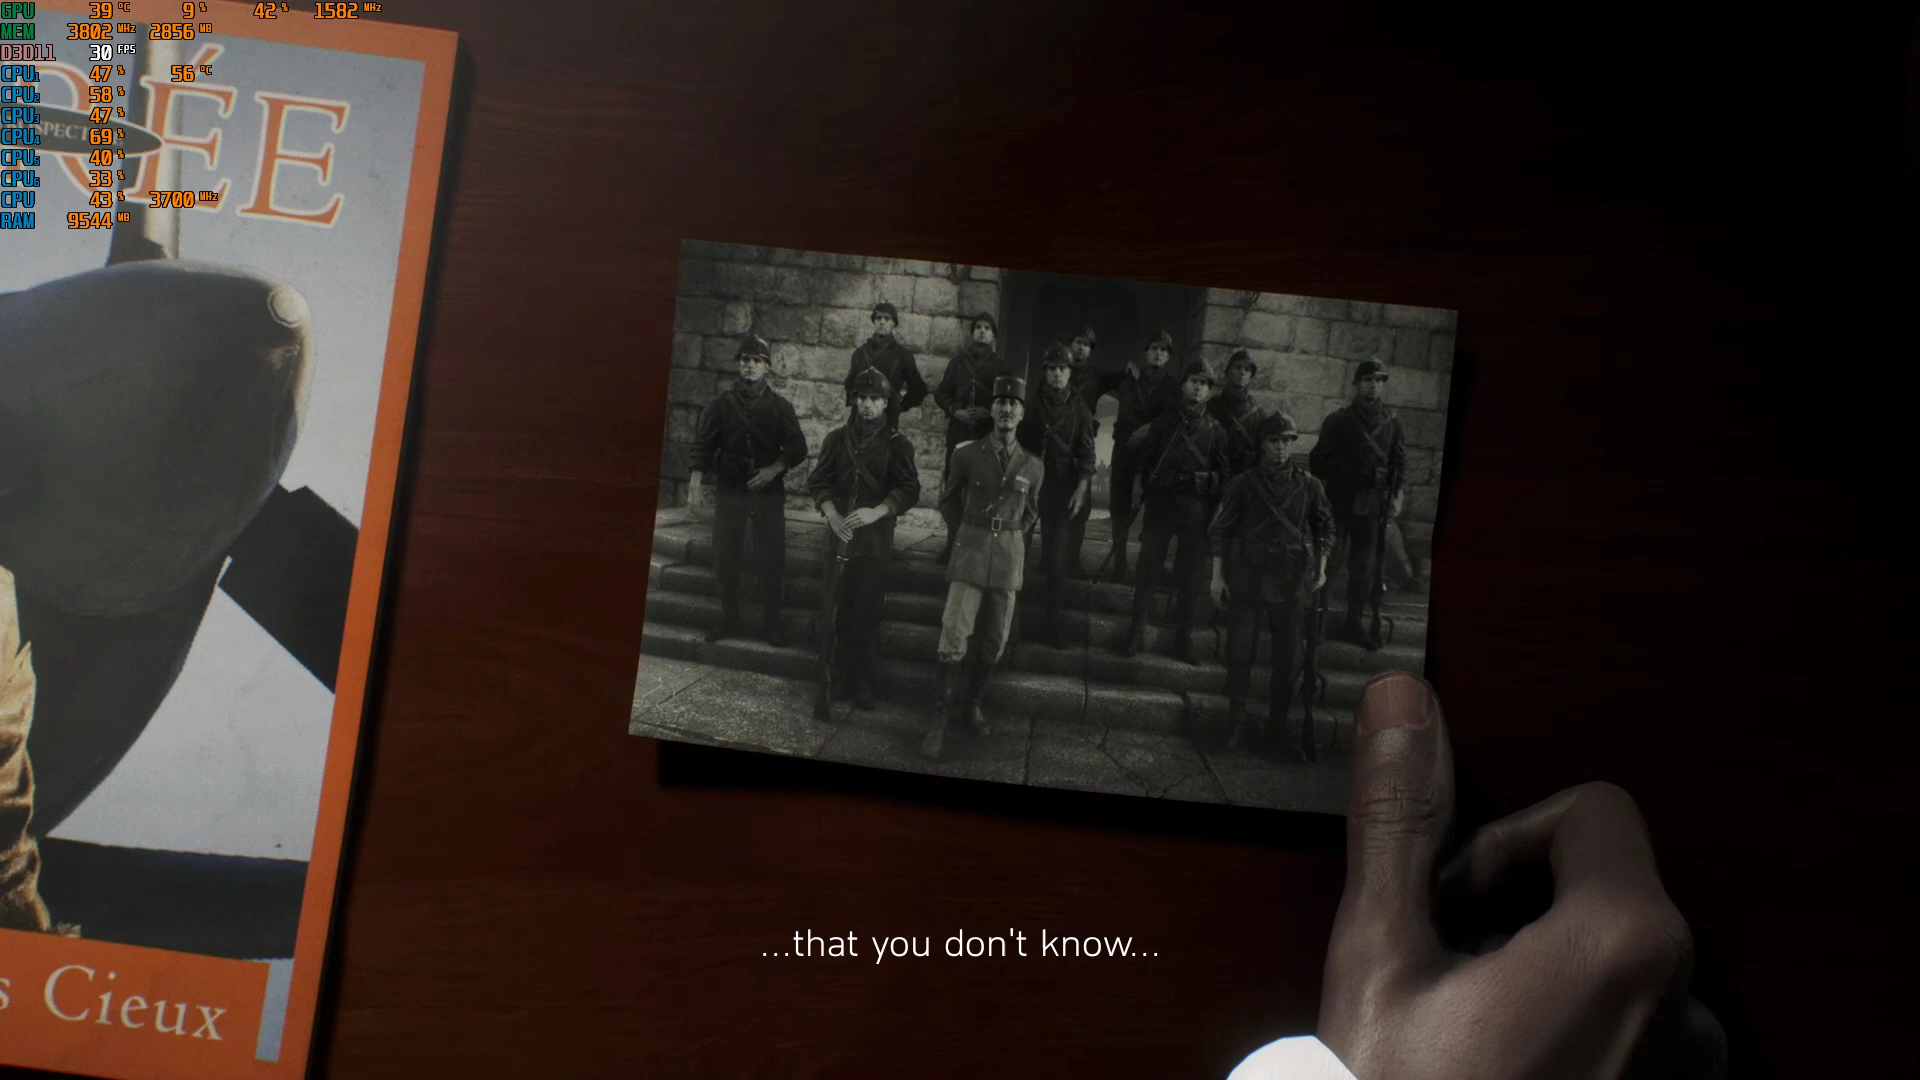 GPU 39 °C 9 % 42 % 1582 MHz
MEM 3802 MHz 2856 MB
D3D11 30 FPS
CPU1 47 % 56 °C
CPU2 58 %
CPU3 47 %
CPU4 69 %
CPU5 40 %
CPU6 33 %
CPU 43 % 3700 MHz
RAM 9544 MB
RÉE
s Cieux
...that you don't know...